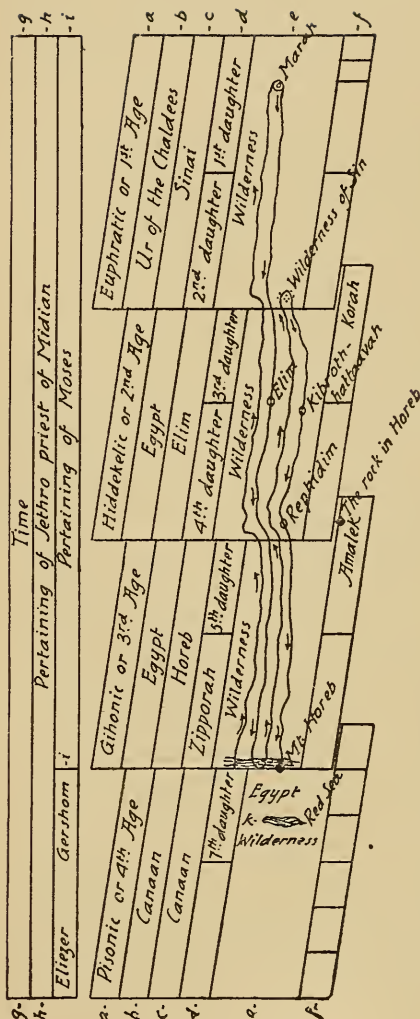 g- Time -g
h- Pertaining of Jethro priest of Midian -h
Eliezer Gershom -i Pertaining of Moses -i
a- Pisonic or 4th Age Gihonic or 3rd Age Hiddekelic or 2nd Age Euphratic or 1st Age -a
h- Canaan Egypt Egypt Ur of the Chaldees -b
c- Canaan Horeb Elim Sinai -c
d- 7th daughter Zipporah 5th daughter 4th daughter 3rd daughter 2nd daughter 1st daughter -d
Wilderness Wilderness Wilderness
a- -e
Egypt
k-
Wilderness
Red Sea
Mt. Horeb
Rephidim
Elim
Kibroth-
hattaavah
Wilderness of Sin
Marah
f- Amalek Korah -f
The rock in Horeb